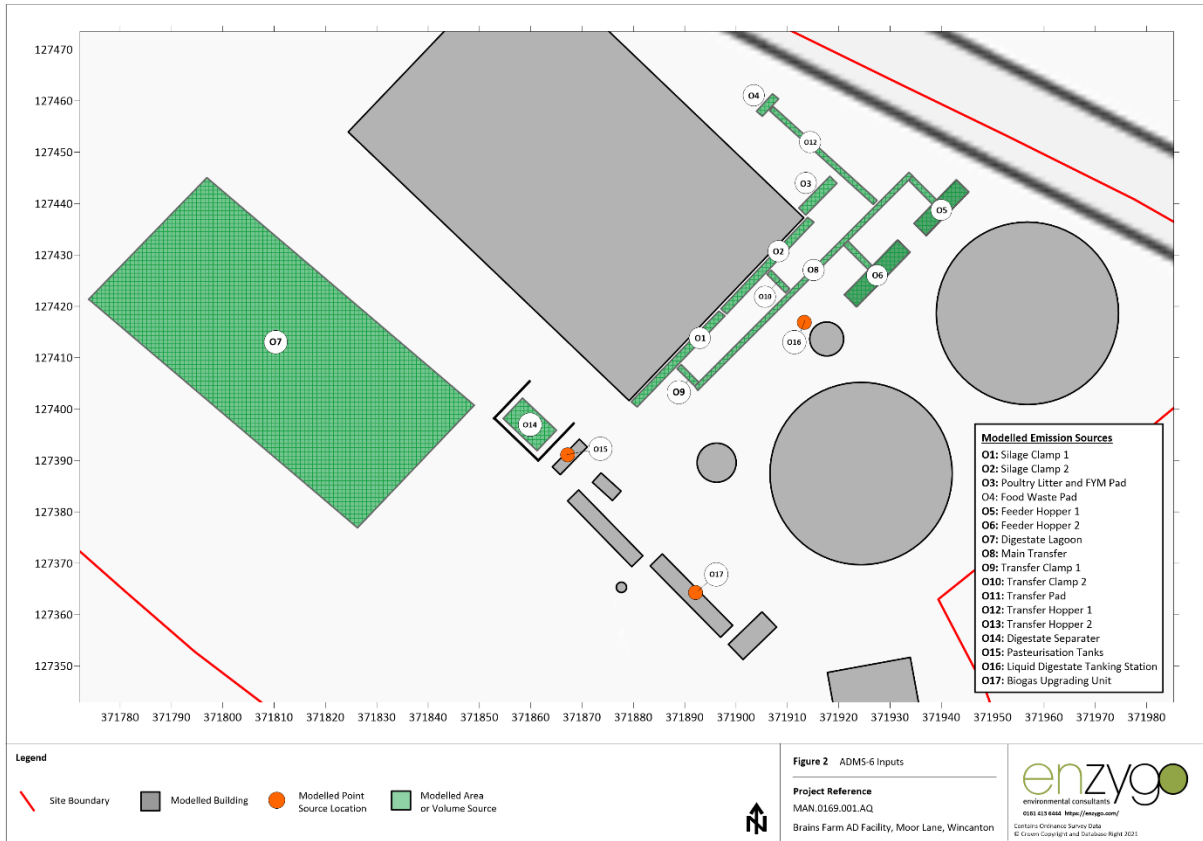 127470
127460
127450
127440
127430
127420
127410
127400
127390
127380
127370
127360
127350
371780 371790 371800 371810 371820 371830 371840 371850 371860 371870 371880 371890 371900 371910 371920 371930 371940 371950 371960 371970 371980
O4
O12
O3
O5
O2
O8
O6
O10
O7
O1
O16
O9
O14
O15
O17
Modelled Emission Sources
O1: Silage Clamp 1
O2: Silage Clamp 2
O3: Poultry Litter and FYM Pad
O4: Food Waste Pad
O5: Feeder Hopper 1
O6: Feeder Hopper 2
O7: Digestate Lagoon
O8: Main Transfer
O9: Transfer Clamp 1
O10: Transfer Clamp 2
O11: Transfer Pad
O12: Transfer Hopper 1
O13: Transfer Hopper 2
O14: Digestate Separater
O15: Pasteurisation Tanks
O16: Liquid Digestate Tanking Station
O17: Biogas Upgrading Unit
Legend
Site Boundary
Modelled Building
Modelled Point
Source Location
Modelled Area
or Volume Source
N
Figure 2 ADMS-6 Inputs
Project Reference
MAN.0169.001.AQ
Brains Farm AD Facility, Moor Lane, Wincanton
enzygo
environmental consultants
0161 413 6444 https://enzygo.com/
Contains Ordnance Survey Data
© Crown Copyright and Database Right 2021